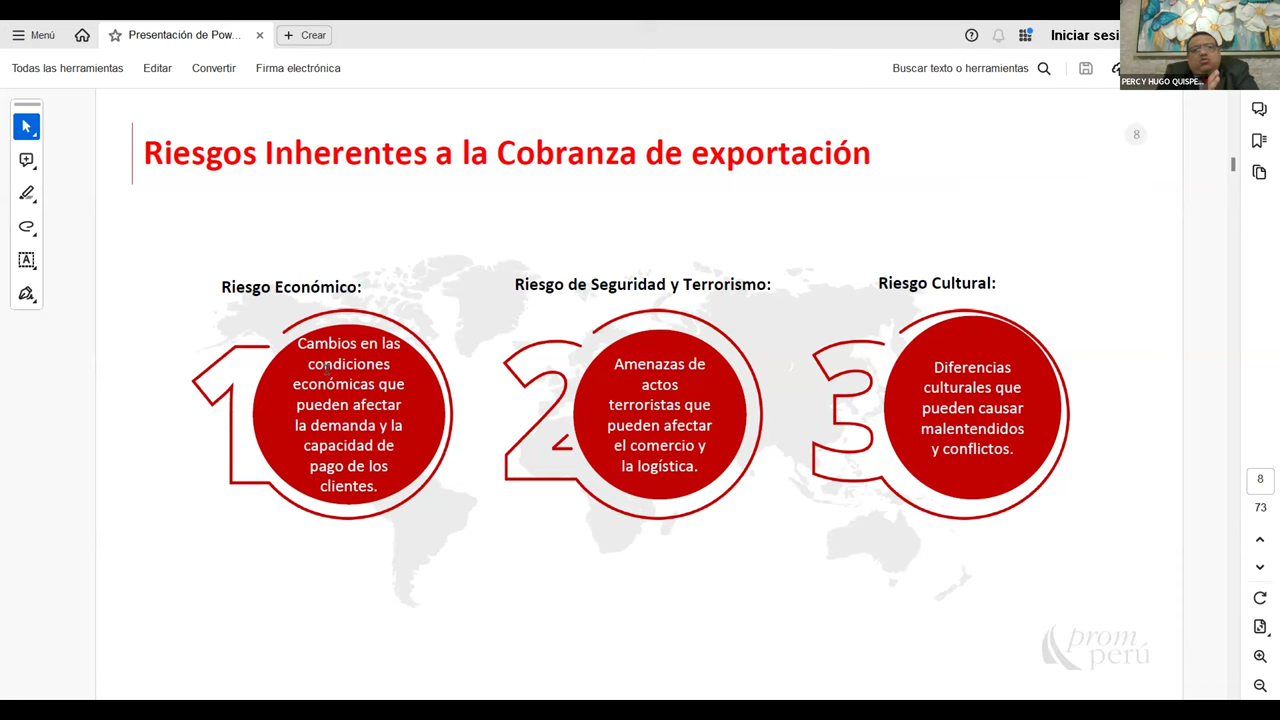 Menú
Presentación de Pow...
Crear
Iniciar sesi
Todas las herramientas
Editar
Convertir
Firma electrónica
Buscar texto o herramientas
PERCY HUGO QUISPE...
8
Riesgos Inherentes a la Cobranza de exportación
Riesgo Económico:
1
Cambios en las
condiciones
económicas que
pueden afectar
la demanda y la
capacidad de
pago de los
clientes.
Riesgo de Seguridad y Terrorismo:
2
Amenazas de
actos
terroristas que
pueden afectar
el comercio y
la logística.
Riesgo Cultural:
3
Diferencias
culturales que
pueden causar
malentendidos
y conflictos.
8
73
prom
perú